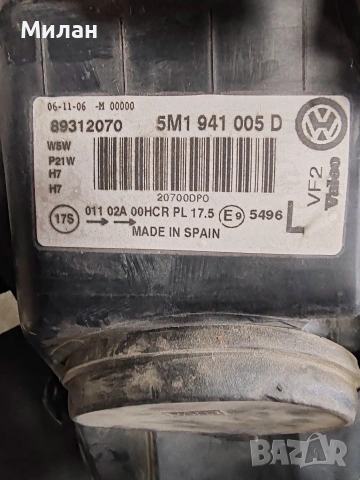 Милан
06-11-06 -M 00000
89312070 5M1 941 005 D
W5W
P21W
H7
H7
20700DPO
17S 011 02A 00HCR PL 17.5 E9 5496 L
MADE IN SPAIN
VF2
Valeo
BAZAR